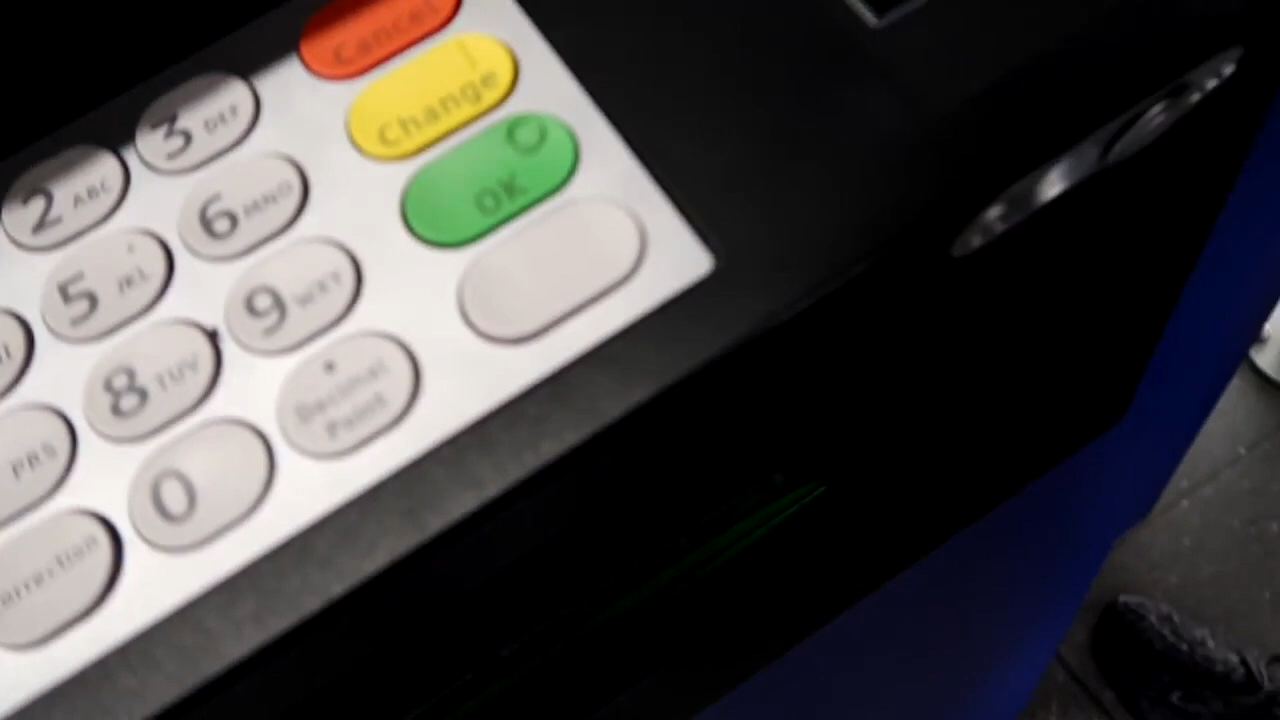 Cancel
Change
OK
3 DEF
2 ABC
6 MNO
5 JKL
9 WXY
8 TUV
Decimal
Point
PRS
0